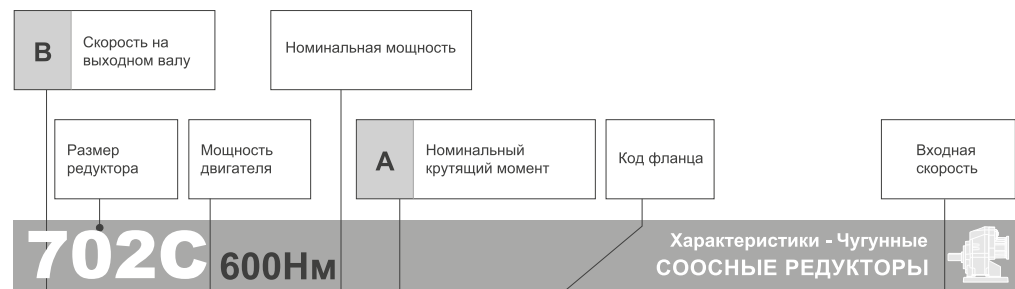 B
Скорость на
выходном валу
Номинальная мощность
Размер
редуктора
Мощность
двигателя
A
Номинальный
крутящий момент
Код фланца
Входная
скорость
702C
600Нм
Характеристики - Чугунные
СООСНЫЕ РЕДУКТОРЫ